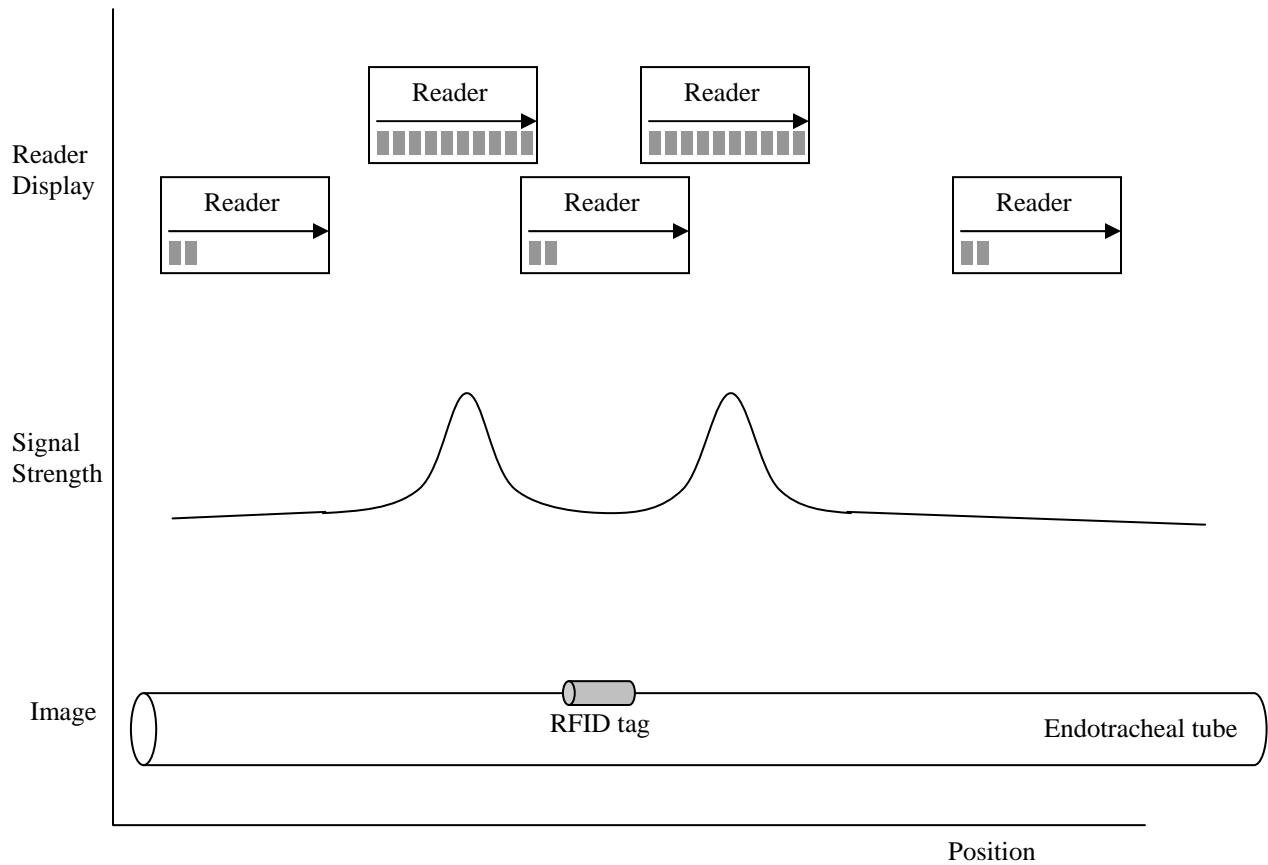 Reader
Reader
Reader
Display
Reader
Reader
Reader
Signal
Strength
Image
RFID tag
Endotracheal tube
Position